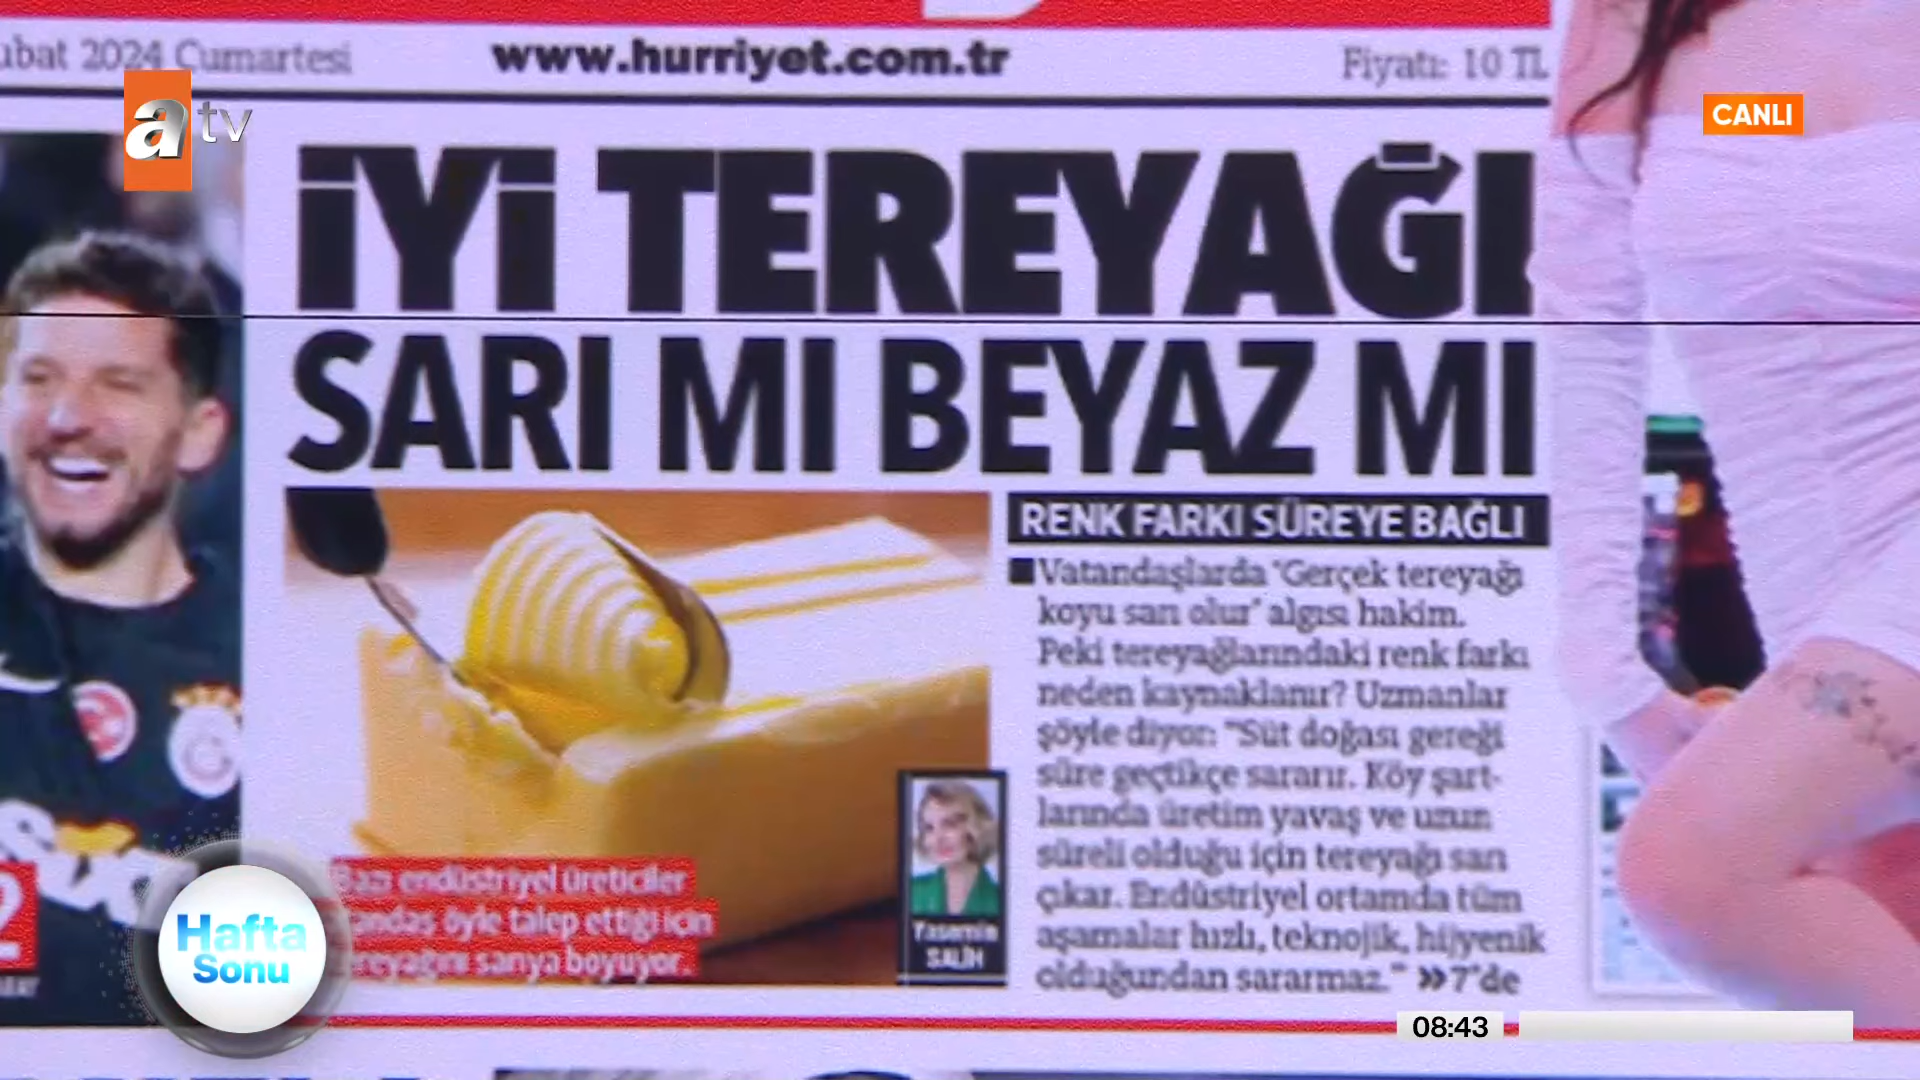 2024 Cumartesi
www.hurriyet.com.tr
Fiyatı: 10 TL
atv
CANLI
İYİ TEREYAĞI
SARI MI BEYAZ MI
RENK FARKI SÜREYE BAĞLI
Vatandaşlarda "Gerçek tereyağı
koyu sarı olur" algısı hakim.
Peki tereyağlarındaki renk farkı
neden kaynaklanır? Uzmanlar
şöyle diyor: "Süt doğası gereği
süre geçtikçe sararır. Köy şart-
larında üretim yavaş ve uzun
süreli olduğu için tereyağı sarı
çıkar. Endüstriyel ortamda tüm
aşamalar hızlı, teknojik, hijyenik
olduğundan sararmaz." »7'de
Bazı endüstriyel üreticiler
öyle talep ettiği için
sarıya boyuyor.
Yasemin
SALİH
2
Hafta
Sonu
08:43